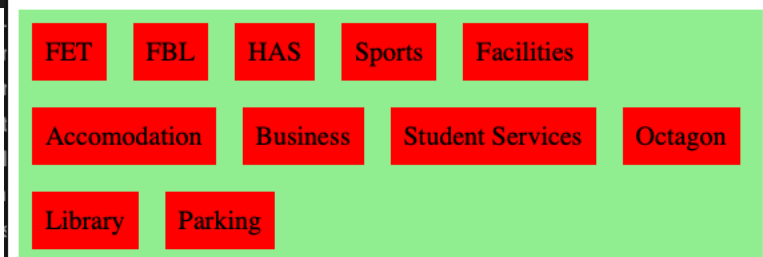 FET FBL HAS Sports Facilities
Accomodation Business Student Services Octagon
Library Parking